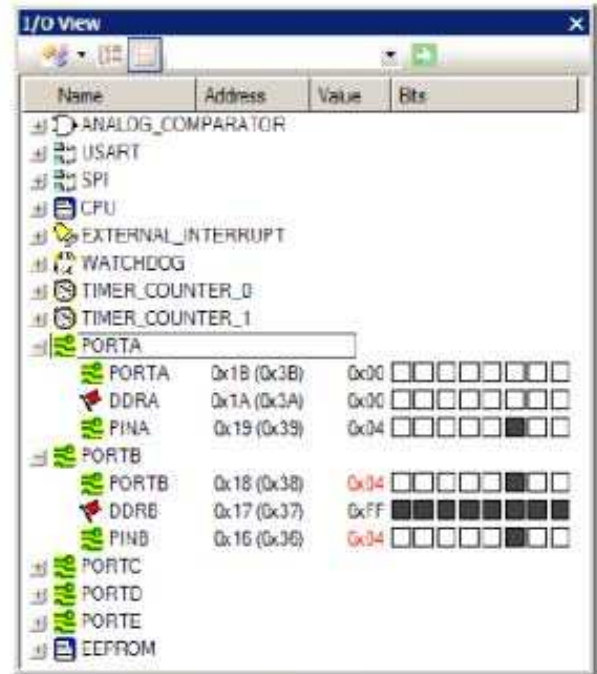 I/O View
Name Address Value Bits
ANALOG_COMPARATOR
USART
SPI
CPU
EXTERNAL_INTERRUPT
WATCHDOG
TIMER_COUNTER_0
TIMER_COUNTER_1
PORTA
PORTA 0x1B (0x3B) 0x00
DDRA 0x1A (0x3A) 0x00
PINA 0x19 (0x39) 0x04
PORTB
PORTB 0x18 (0x38) 0x04
DDRB 0x17 (0x37) 0xFF
PINB 0x16 (0x36) 0x04
PORTC
PORTD
PORTE
EEPROM